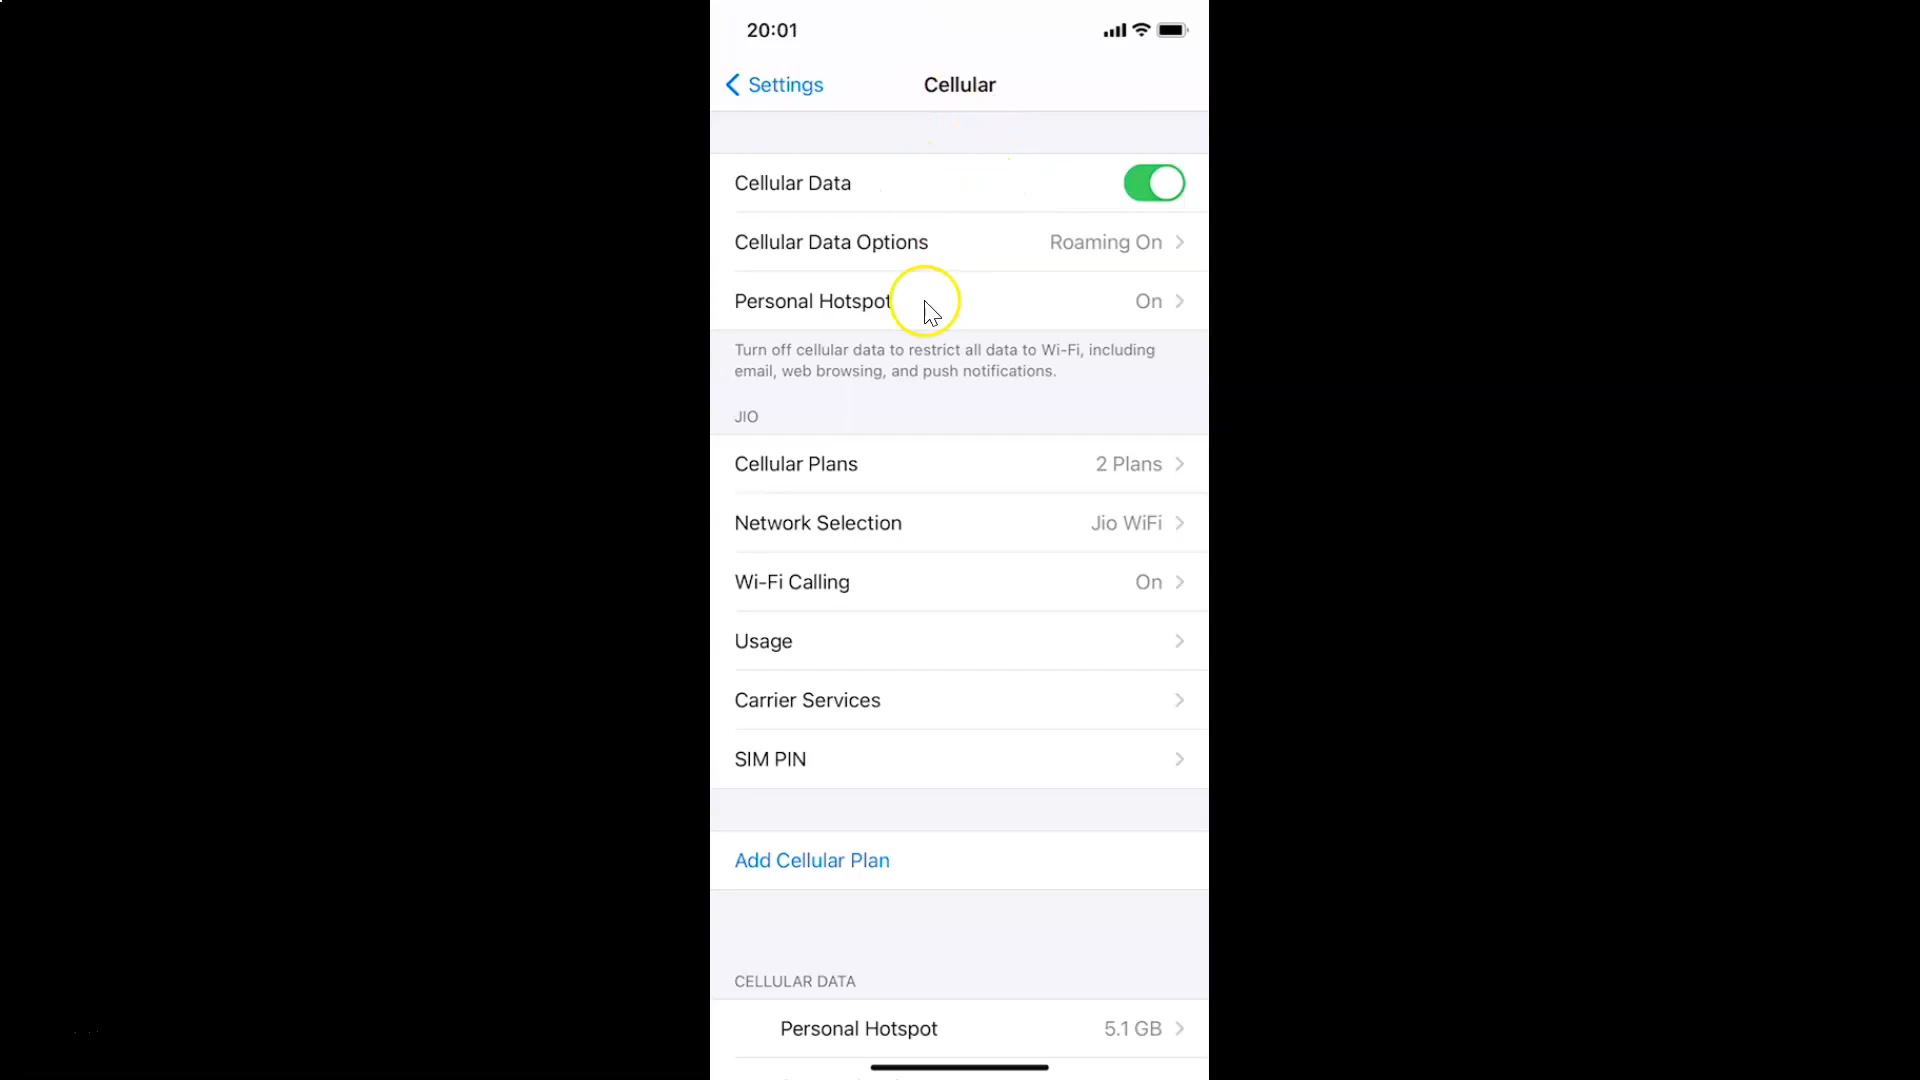 20:01
Settings
Cellular
Cellular Data
Cellular Data Options Roaming On
Personal Hotspot On
Turn off cellular data to restrict all data to Wi-Fi, including
email, web browsing, and push notifications.
JIO
Cellular Plans 2 Plans
Network Selection Jio WiFi
Wi-Fi Calling On
Usage
Carrier Services
SIM PIN
Add Cellular Plan
CELLULAR DATA
Personal Hotspot 5.1 GB